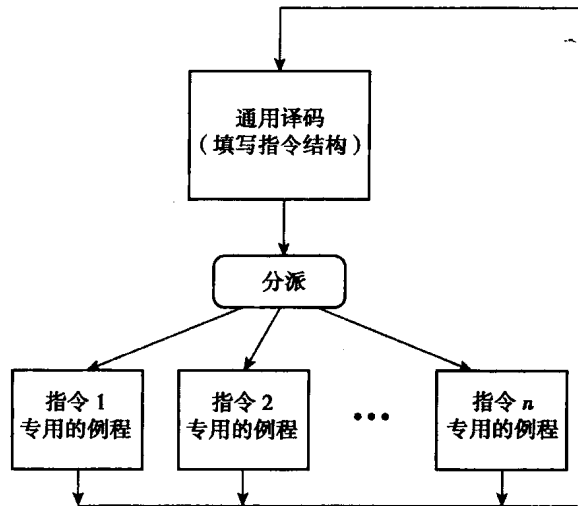 通用译码
（填写指令结构）
分派
指令 1
专用的例程
指令 2
专用的例程
•••
指令 n
专用的例程